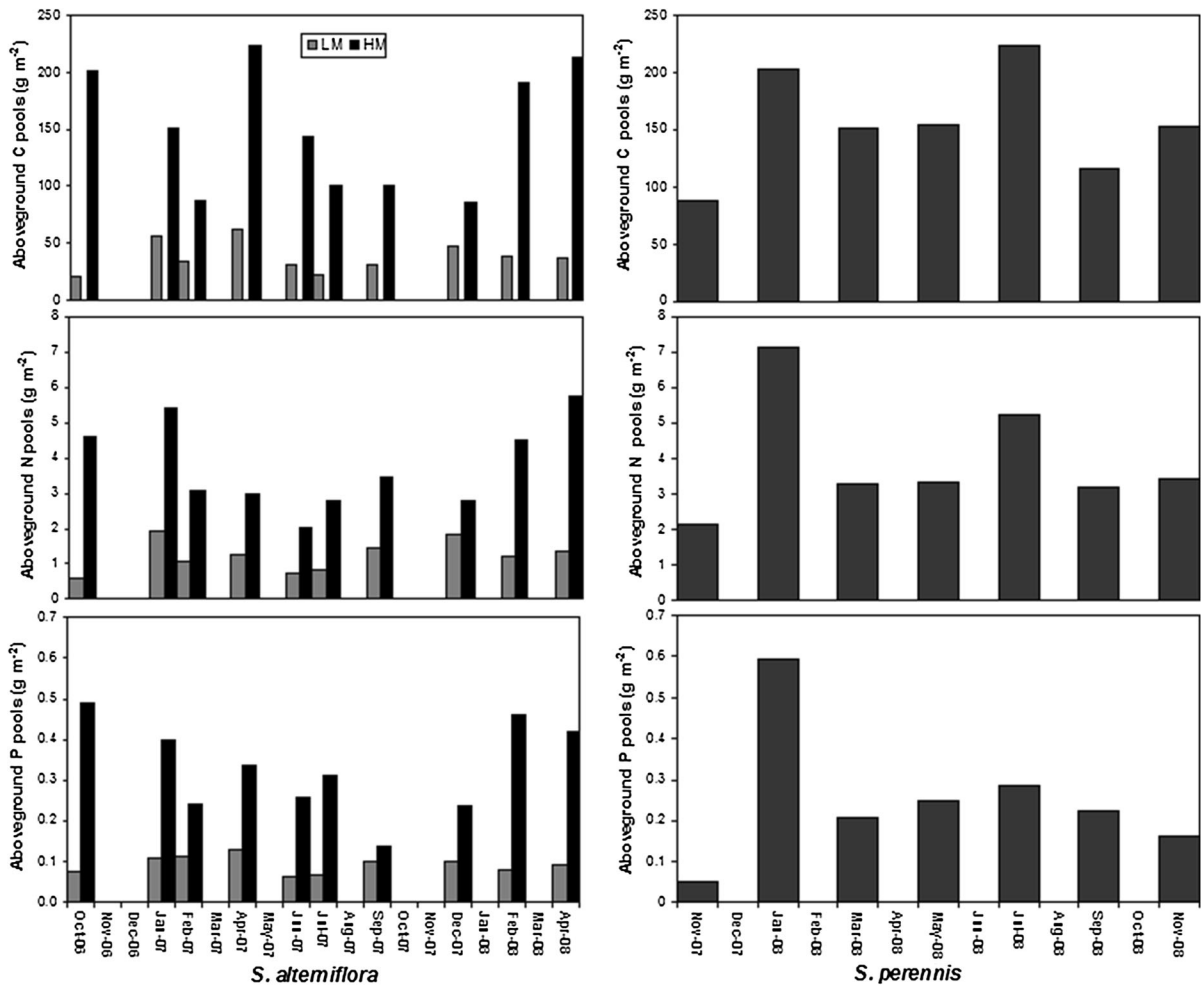 Aboveground C pools (g m-2)
250
200
150
100
50
0
LM HM
Aboveground C pools (g m-2)
250
200
150
100
50
0
Aboveground N pools (g m-2)
8
7
6
5
4
3
2
1
0
Aboveground N pools (g m-2)
8
7
6
5
4
3
2
1
0
Aboveground P pools (g m-2)
0.7
0.6
0.5
0.4
0.3
0.2
0.1
0.0
Oct-06
Nov-06
Dec-06
Jan-07
Feb-07
Mar-07
Apr-07
May-07
Jun-07
Jul-07
Aug-07
Sep-07
Oct-07
Nov-07
Dec-07
Jan-08
Feb-08
Mar-08
Apr-08
S. alterniflora
Aboveground P pools (g m-2)
0.7
0.6
0.5
0.4
0.3
0.2
0.1
0
Nov-07
Dec-07
Jan-08
Feb-08
Mar-08
Apr-08
May-08
Jun-08
Jul-08
Aug-08
Sep-08
Oct-08
Nov-08
S. perennis